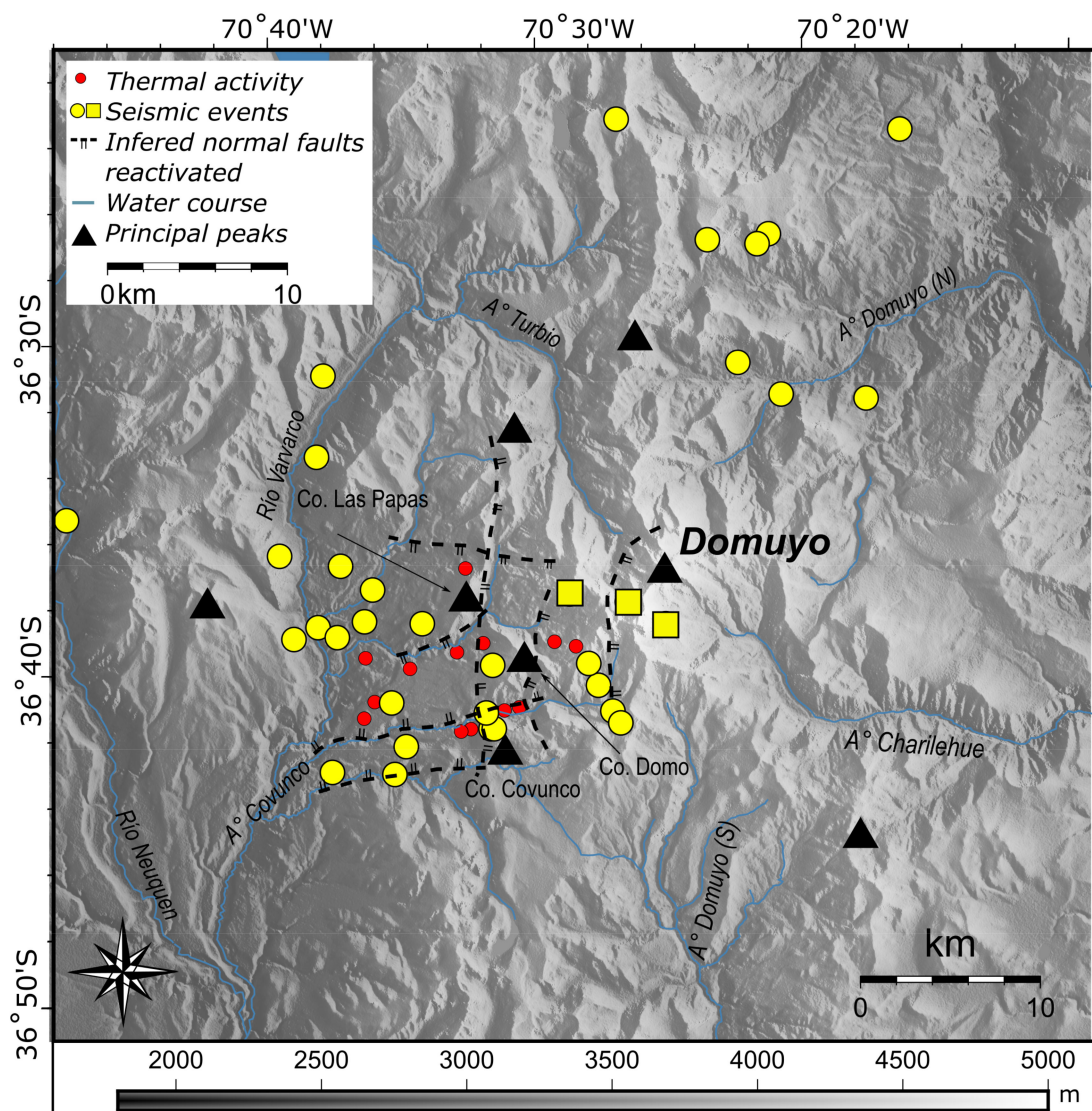 70°40'W 70°30'W 70°20'W
Thermal activity
Seismic events
Infered normal faults
reactivated
Water course
Principal peaks
0km 10
A° Turbio
A° Domuyo (N)
36°30'S
Río Varvarco
Co. Las Papas
Domuyo
36°40'S
A° Charilehue
Co. Domo
Co. Covunco
A° Covunco
Río Neuquen
A° Domuyo (S)
km
0 10
36°50'S
2000 2500 3000 3500 4000 4500 5000
m